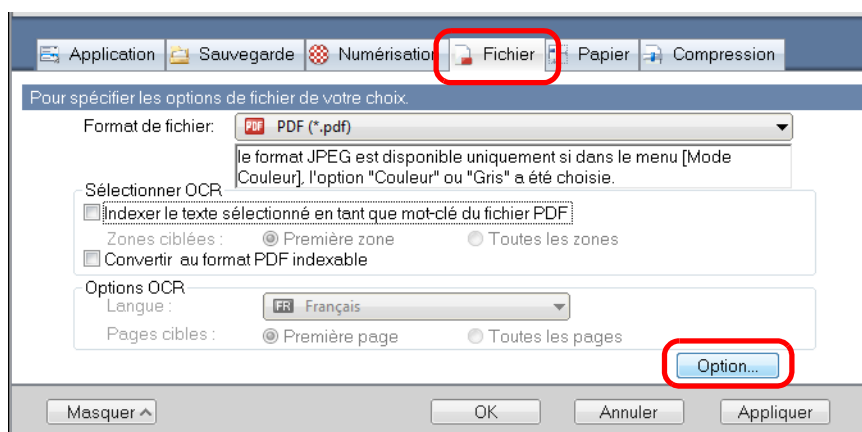 Application Sauvegarde Numérisation Fichier Papier Compression
Pour spécifier les options de fichier de votre choix.
Format de fichier: PDF PDF (*.pdf)
le format JPEG est disponible uniquement si dans le menu [Mode
Couleur], l'option "Couleur" ou "Gris" a été choisie.
Sélectionner OCR
Indexer le texte sélectionné en tant que mot-clé du fichier PDF
Zones ciblées : Première zone Toutes les zones
Convertir au format PDF indexable
Options OCR
Langue : FR Français
Pages cibles : Première page Toutes les pages
Option...
Masquer OK Annuler Appliquer